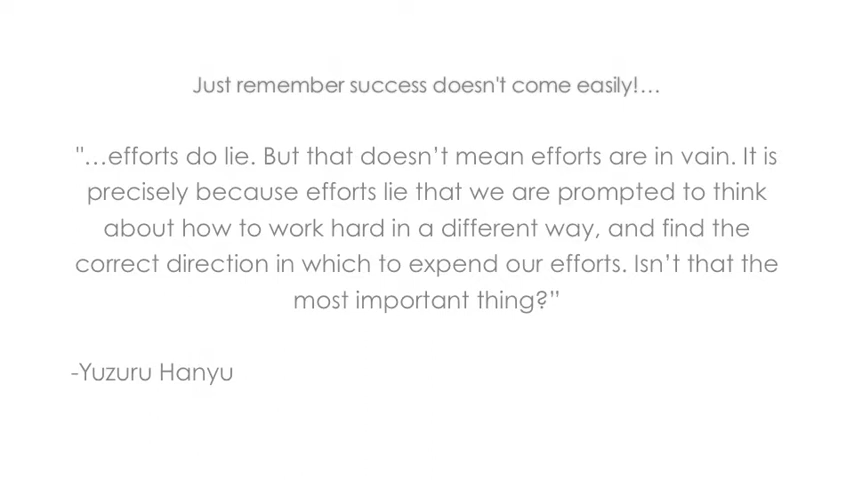 Just remember success doesn't come easily!…
"…efforts do lie. But that doesn’t mean efforts are in vain. It is
precisely because efforts lie that we are prompted to think
about how to work hard in a different way, and find the
correct direction in which to expend our efforts. Isn’t that the
most important thing?”
-Yuzuru Hanyu